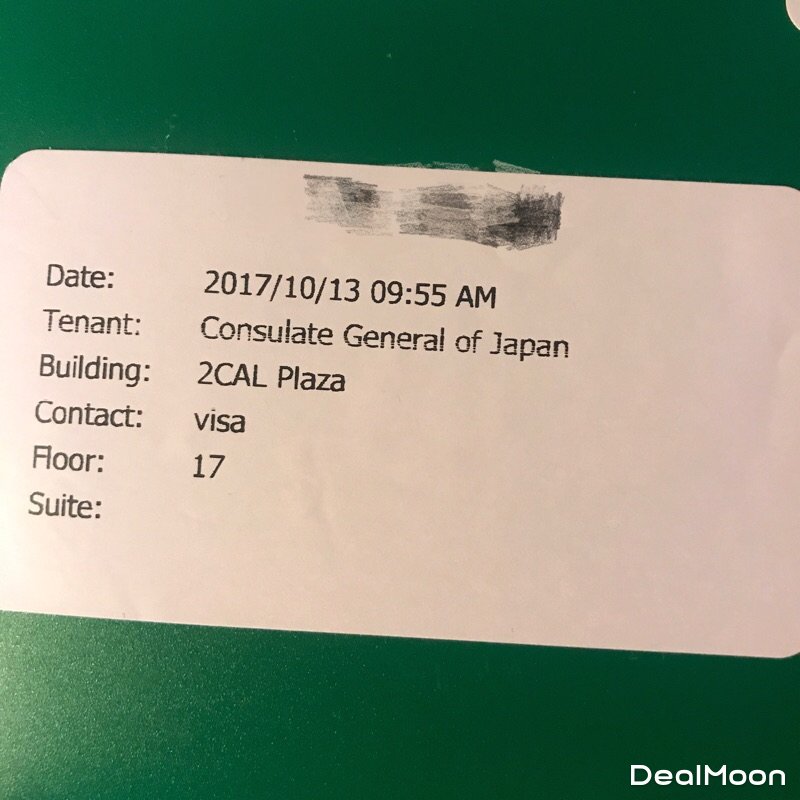 Date: 2017/10/13 09:55 AM
Tenant: Consulate General of Japan
Building: 2CAL Plaza
Contact: visa
Floor: 17
Suite:
DealMoon